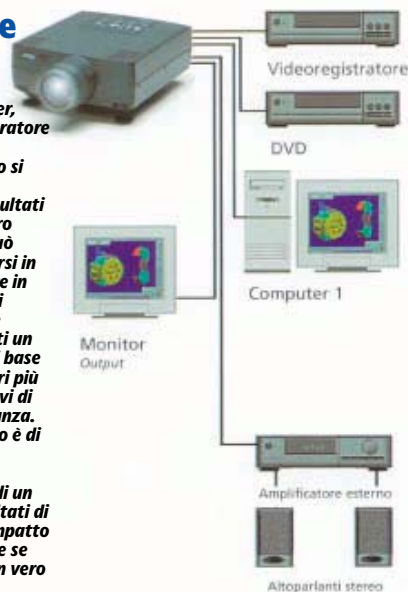 e
er,
ratore
o si
ultati
ro
uò
rsi in
e in
i
ti un
base
ri più
vi di
nza.
o è di
di un
tati di
mpatto
e se
n vero
Videoregistratore
DVD
Computer 1
Monitor
Output
Amplificatore esterno
Altoparlanti stereo